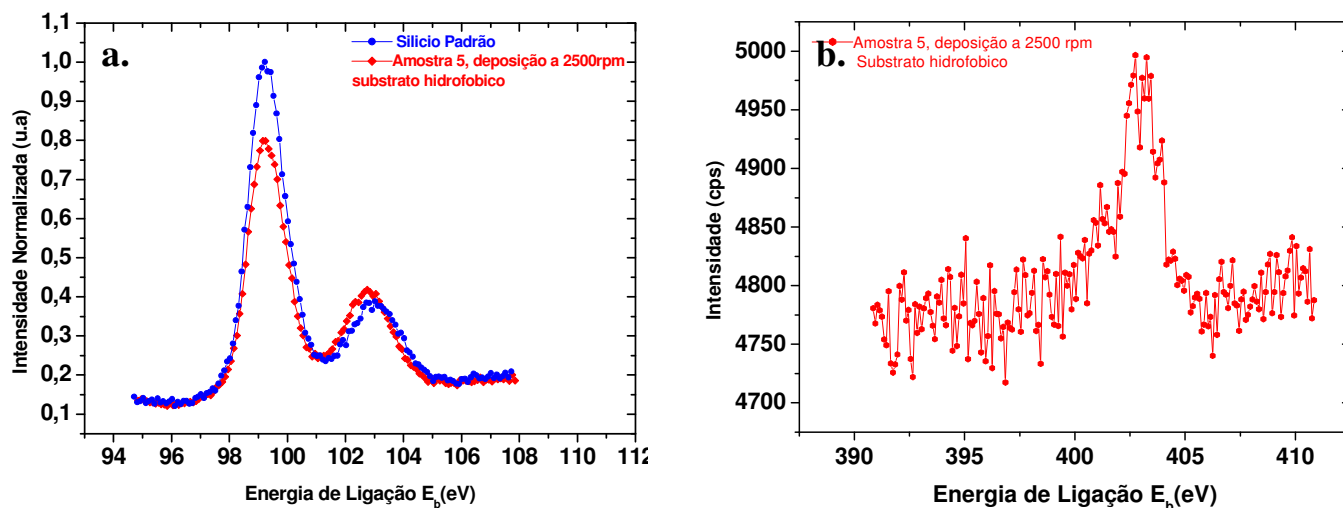 a.
Silicio Padrão
Amostra 5, deposição a 2500rpm
substrato hidrofobico
Intensidade Normalizada (u.a)
1,1
1,0
0,9
0,8
0,7
0,6
0,5
0,4
0,3
0,2
0,1
94 96 98 100 102 104 106 108 110 112
Energia de Ligação E_b(eV)
b.
Amostra 5, deposição a 2500 rpm
Substrato hidrofobico
Intensidade (cps)
5000
4950
4900
4850
4800
4750
4700
390 395 400 405 410
Energia de Ligação E_b(eV)